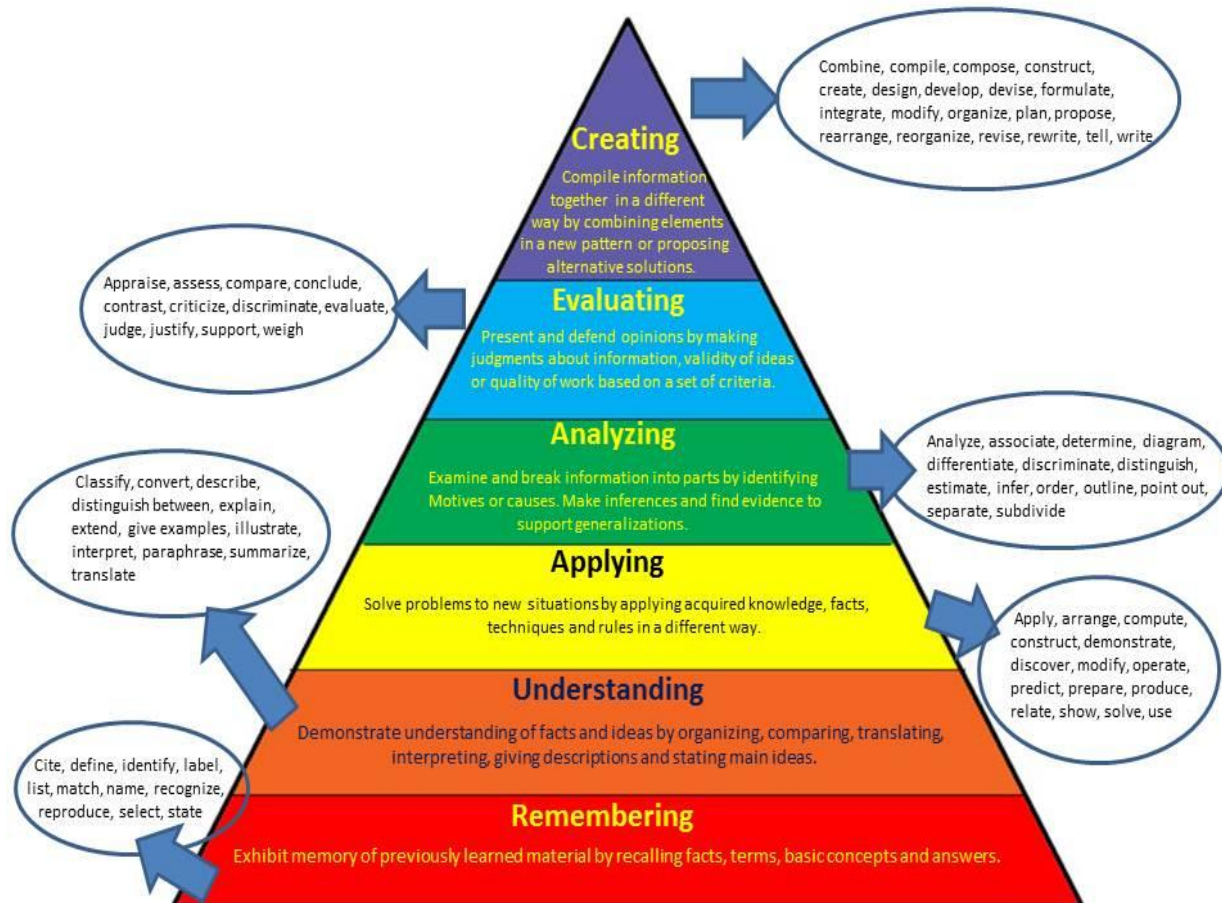 Combine, compile, compose, construct,
create, design, develop, devise, formulate,
integrate, modify, organize, plan, propose,
rearrange, reorganize, revise, rewrite, tell, write
Creating
Compile information
together in a different
way by combining elements
in a new pattern or proposing
alternative solutions.
Appraise, assess, compare, conclude,
contrast, criticize, discriminate, evaluate,
judge, justify, support, weigh
Evaluating
Present and defend opinions by making
judgments about information, validity of ideas
or quality of work based on a set of criteria.
Analyzing
Examine and break information into parts by identifying
Motives or causes. Make inferences and find evidence to
support generalizations.
Analyze, associate, determine, diagram,
differentiate, discriminate, distinguish,
estimate, infer, order, outline, point out,
separate, subdivide
Classify, convert, describe,
distinguish between, explain,
extend, give examples, illustrate,
interpret, paraphrase, summarize,
translate
Applying
Solve problems to new situations by applying acquired knowledge, facts,
techniques and rules in a different way.
Apply, arrange, compute,
construct, demonstrate,
discover, modify, operate,
predict, prepare, produce,
relate, show, solve, use
Understanding
Demonstrate understanding of facts and ideas by organizing, comparing, translating,
interpreting, giving descriptions and stating main ideas.
Cite, define, identify, label,
list, match, name, recognize,
reproduce, select, state
Remembering
Exhibit memory of previously learned material by recalling facts, terms, basic concepts and answers.